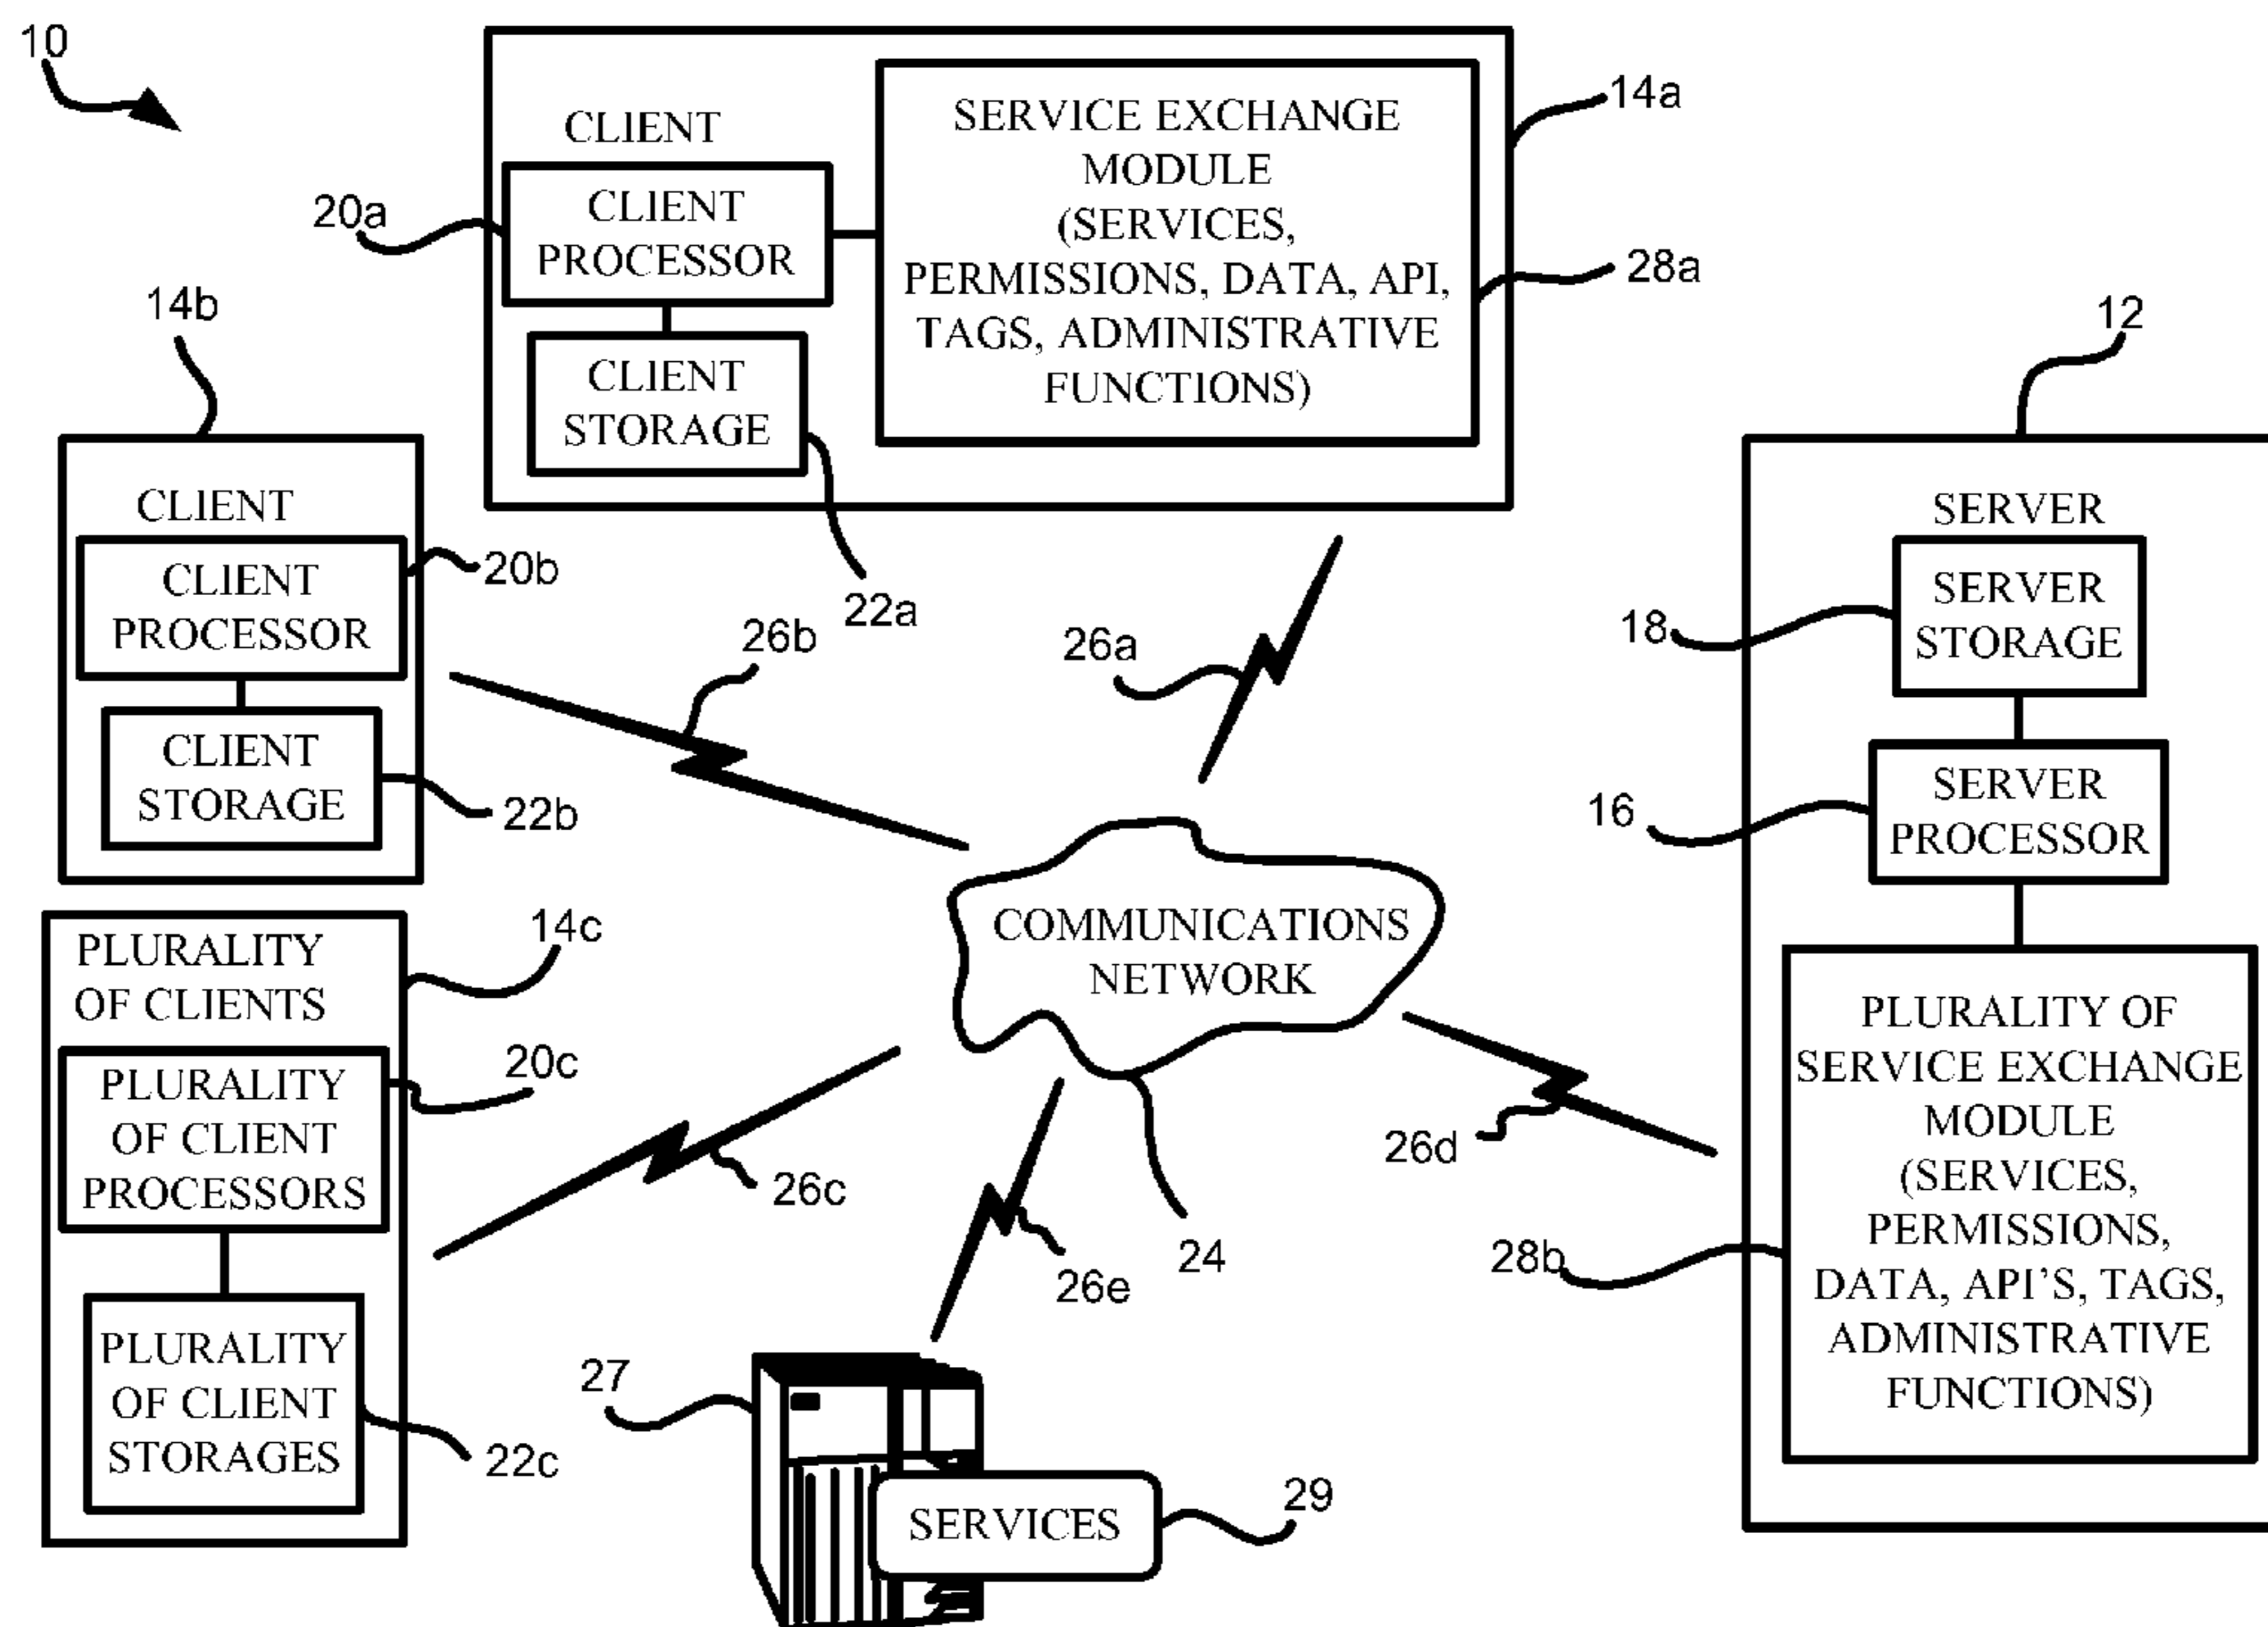 10
CLIENT
CLIENT
PROCESSOR
CLIENT
STORAGE
SERVICE EXCHANGE
MODULE
(SERVICES,
PERMISSIONS, DATA, API,
TAGS, ADMINISTRATIVE
FUNCTIONS)
14a
20a
28a
22a
14b
CLIENT
CLIENT
PROCESSOR
CLIENT
STORAGE
20b
22b
26b
26a
12
SERVER
SERVER
STORAGE
SERVER
PROCESSOR
18
16
PLURALITY OF
SERVICE EXCHANGE
MODULE
(SERVICES,
PERMISSIONS,
DATA, API'S, TAGS,
ADMINISTRATIVE
FUNCTIONS)
28b
COMMUNICATIONS
NETWORK
24
26d
PLURALITY
OF CLIENTS
PLURALITY
OF CLIENT
PROCESSORS
PLURALITY
OF CLIENT
STORAGES
14c
20c
22c
26c
26e
27
SERVICES
29